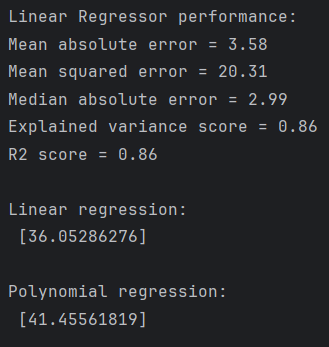 Linear Regressor performance:
Mean absolute error = 3.58
Mean squared error = 20.31
Median absolute error = 2.99
Explained variance score = 0.86
R2 score = 0.86

Linear regression:
 [36.05286276]

Polynomial regression:
 [41.45561819]